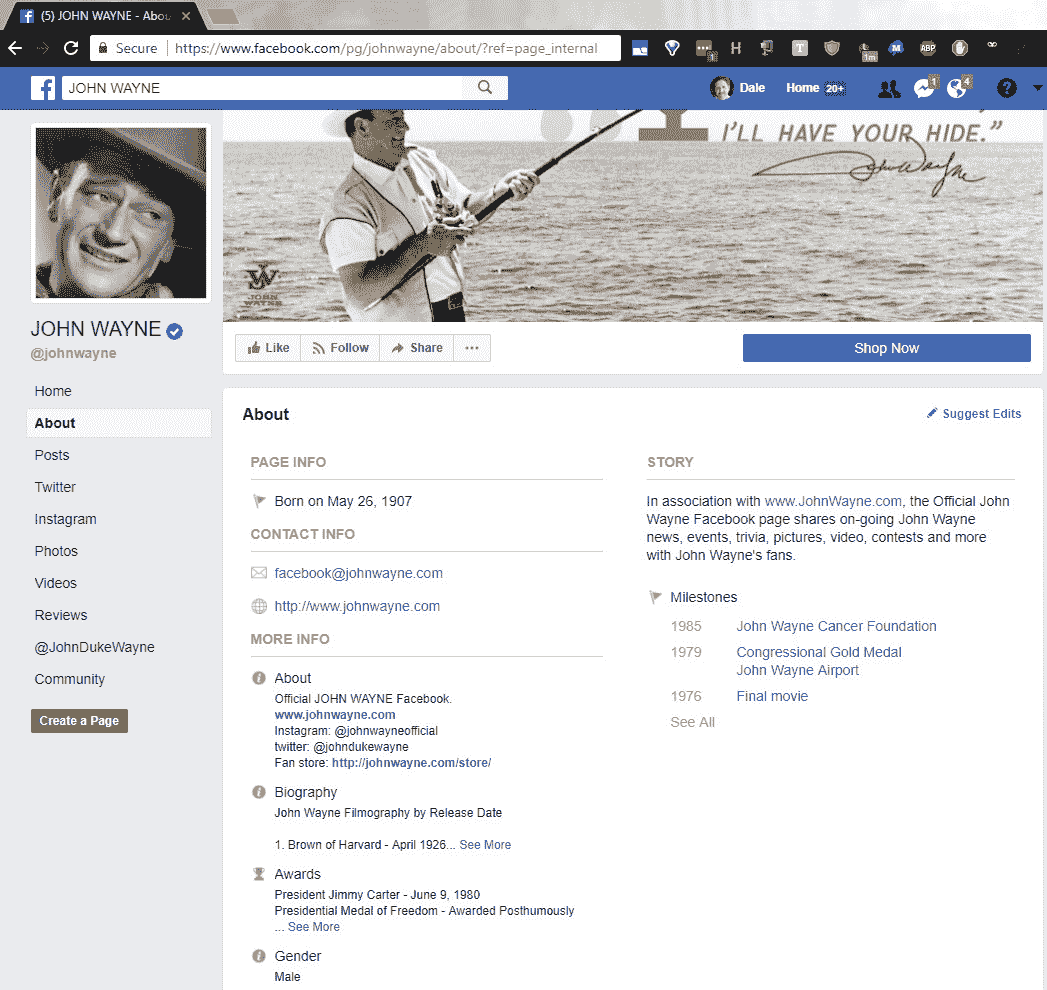 (5) JOHN WAYNE - Abou
Secure
https://www.facebook.com/pg/johnwayne/about/?ref=page_internal
1
H
T
1m
M
ABP
JOHN WAYNE
Dale
Home 20+
1
4
?
I'LL HAVE YOUR HIDE.”
John Wayne
JW
JOHN
WAYNE
JOHN WAYNE
@johnwayne
Like
Follow
Share
...
Shop Now
Home
About
Posts
Twitter
Instagram
Photos
Videos
Reviews
@JohnDukeWayne
Community
Create a Page
About
Suggest Edits
PAGE INFO
Born on May 26, 1907
CONTACT INFO
facebook@johnwayne.com
http://www.johnwayne.com
MORE INFO
About
Official JOHN WAYNE Facebook.
www.johnwayne.com
Instagram: @johnwayneofficial
twitter: @johndukewayne
Fan store: http://johnwayne.com/store/
Biography
John Wayne Filmography by Release Date
1. Brown of Harvard - April 1926... See More
Awards
President Jimmy Carter - June 9, 1980
Presidential Medal of Freedom - Awarded Posthumously
... See More
Gender
Male
STORY
In association with www.JohnWayne.com, the Official John
Wayne Facebook page shares on-going John Wayne
news, events, trivia, pictures, video, contests and more
with John Wayne's fans.
Milestones
1985 John Wayne Cancer Foundation
1979 Congressional Gold Medal
John Wayne Airport
1976 Final movie
See All